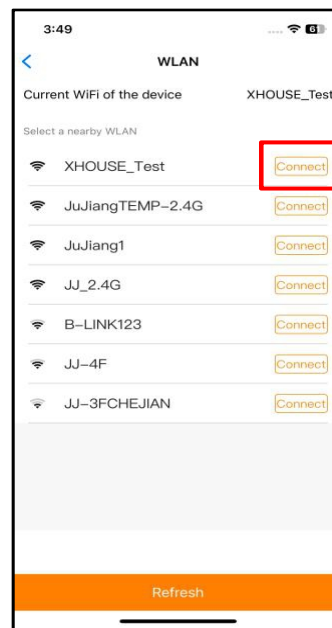 3:49 .... 6
WLAN
Current WiFi of the device XHOUSE_Test
Select a nearby WLAN
XHOUSE_Test Connect
JuJiangTEMP-2.4G Connect
JuJiang1 Connect
JJ_2.4G Connect
B-LINK123 Connect
JJ-4F Connect
JJ-3FCHEJIAN Connect
Refresh